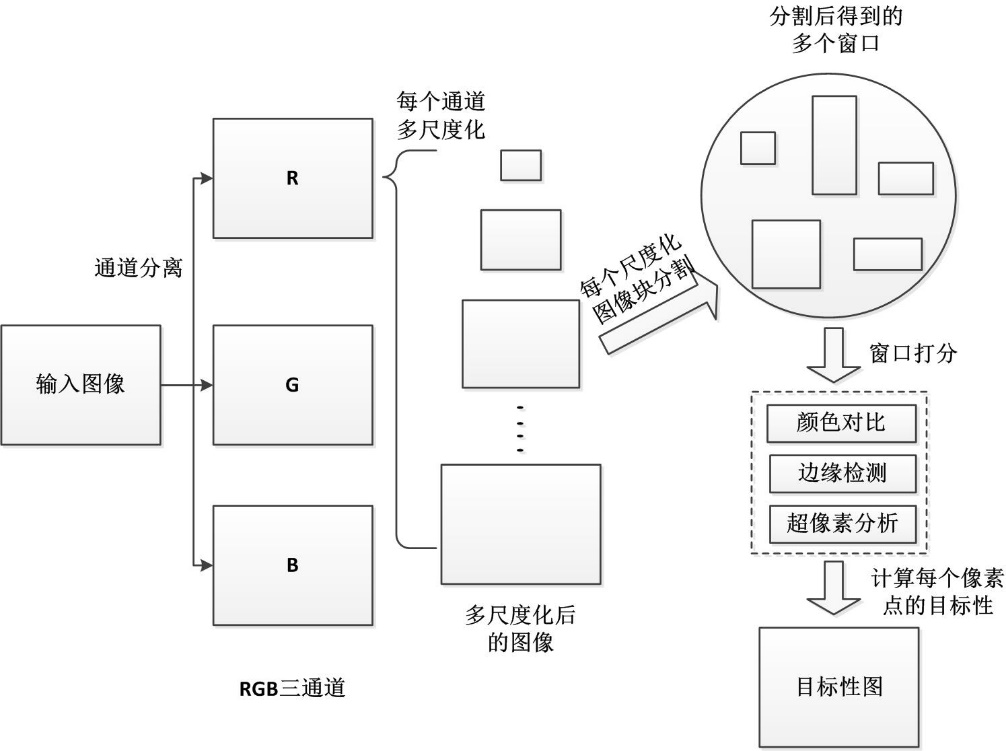 输入图像
通道分离
R
G
B
RGB三通道
每个通道
多尺度化
多尺度化后
的图像
每个尺度化
图像块分割
分割后得到的
多个窗口
窗口打分
颜色对比
边缘检测
超像素分析
计算每个像素
点的目标性
目标性图